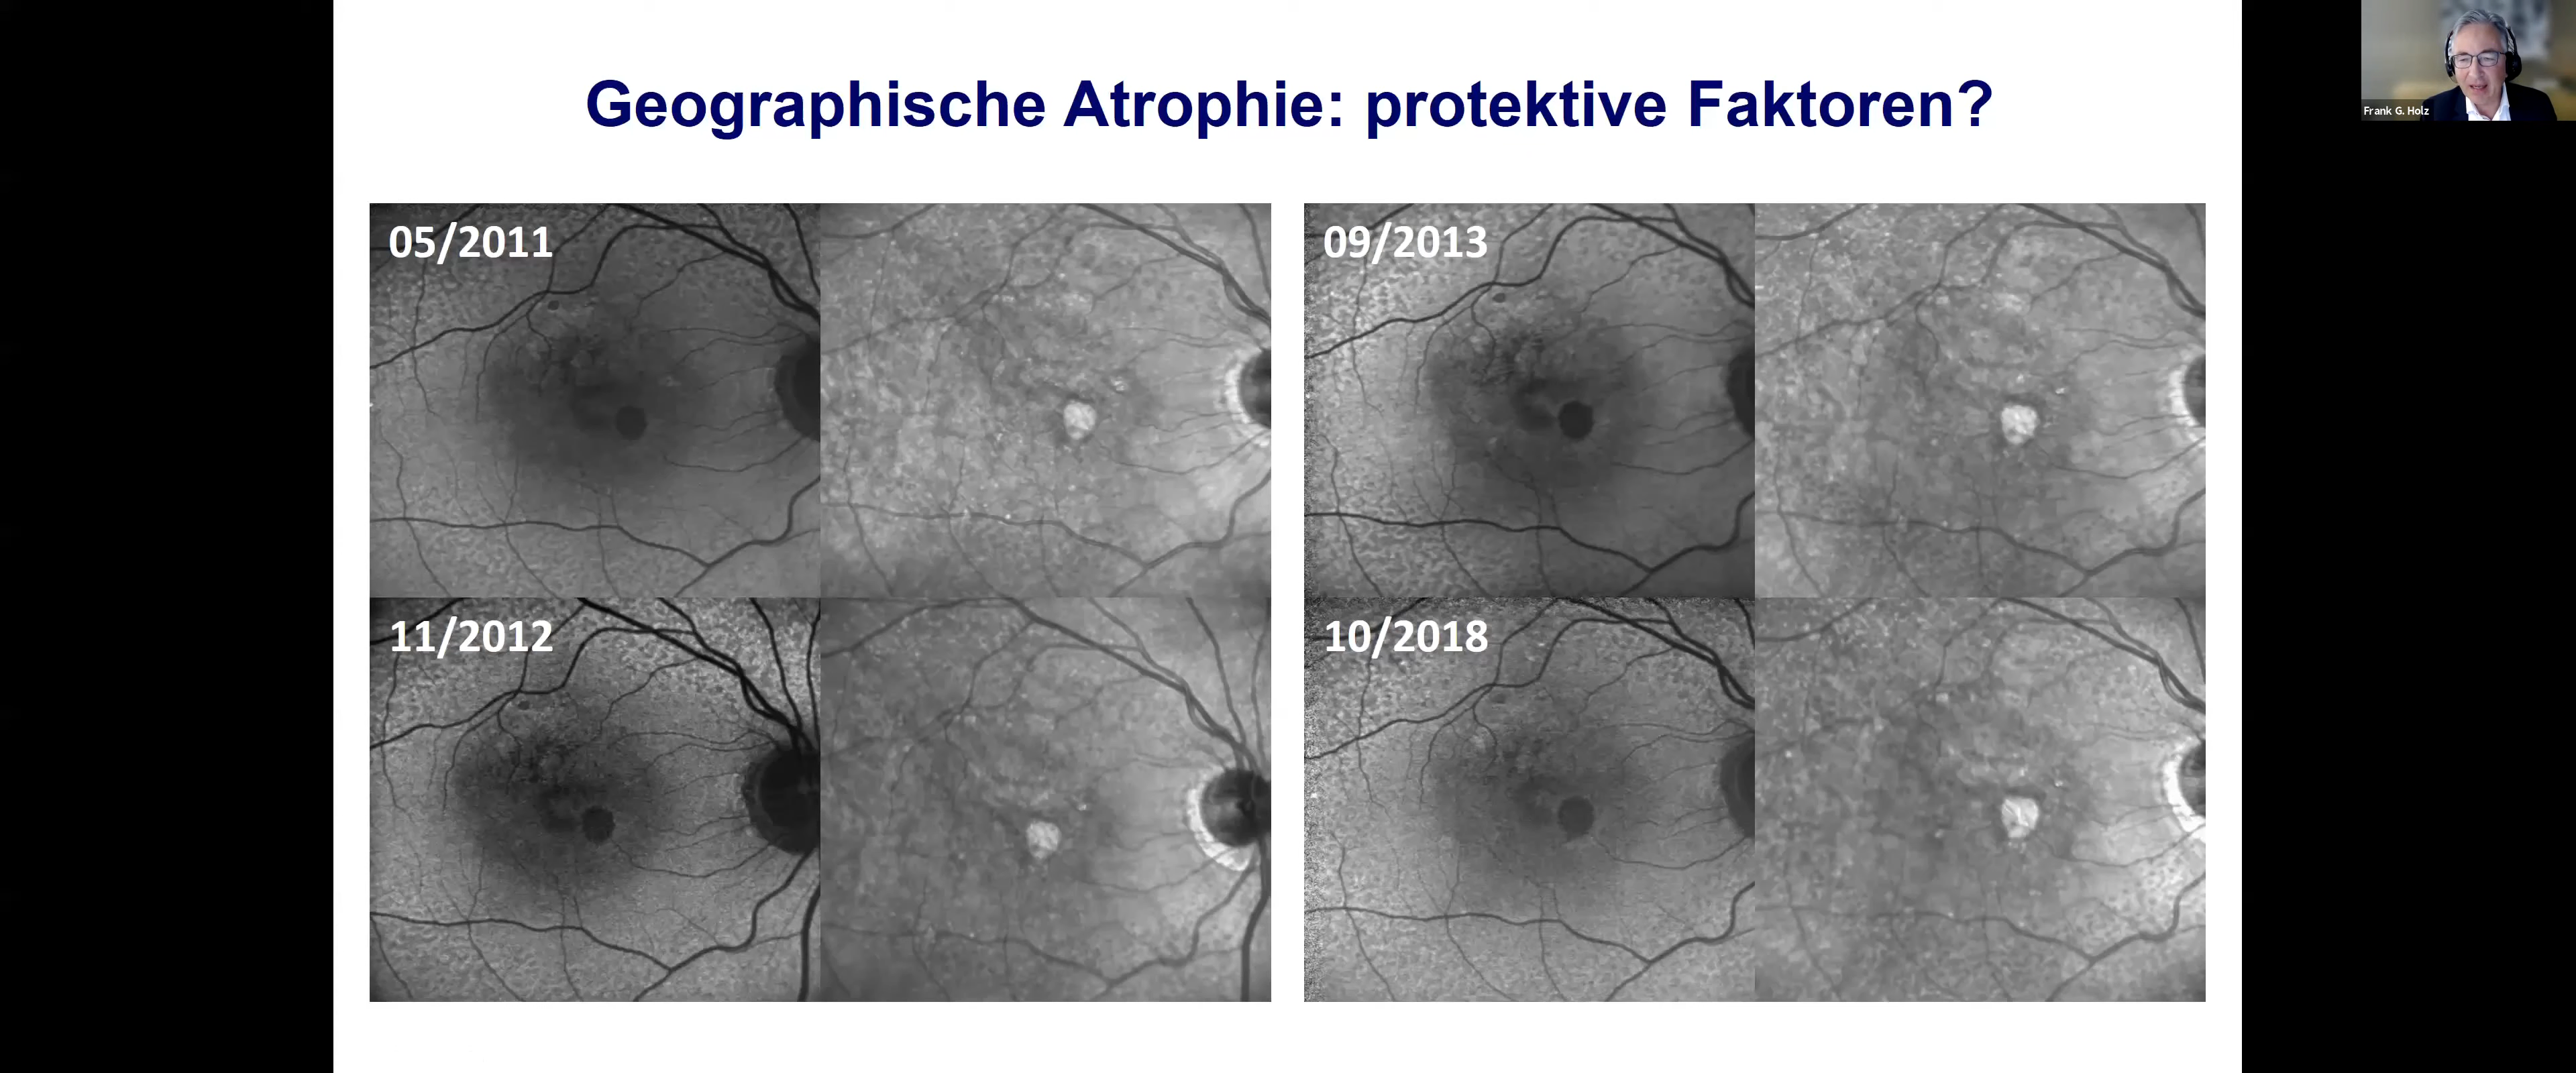 Geographische Atrophie: protektive Faktoren?
Frank G. Holz
05/2011
09/2013
11/2012
10/2018